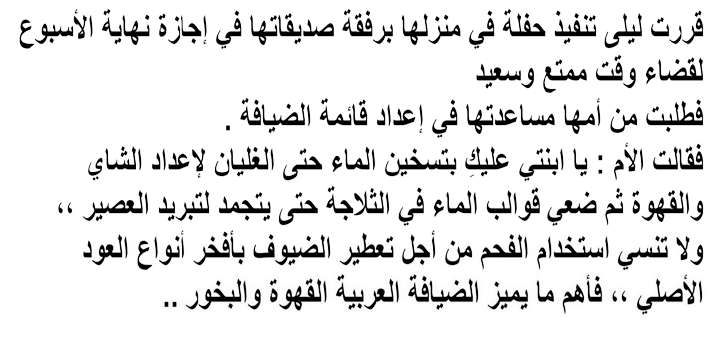 قررت ليلى تنفيذ حفلة في منزلها برفقة صديقاتها في إجازة نهاية الأسبوع
لقضاء وقت ممتع وسعيد
فطلبت من أمها مساعدتها في إعداد قائمة الضيافة .
فقالت الأم : يا ابنتي عليكِ بتسخين الماء حتى الغليان لإعداد الشاي
والقهوة ثم ضعي قوالب الماء في الثلاجة حتى يتجمد لتبريد العصير ،،
ولا تنسي استخدام الفحم من أجل تعطير الضيوف بأفخر أنواع العود
الأصلي ،، فأهم ما يميز الضيافة العربية القهوة والبخور ..